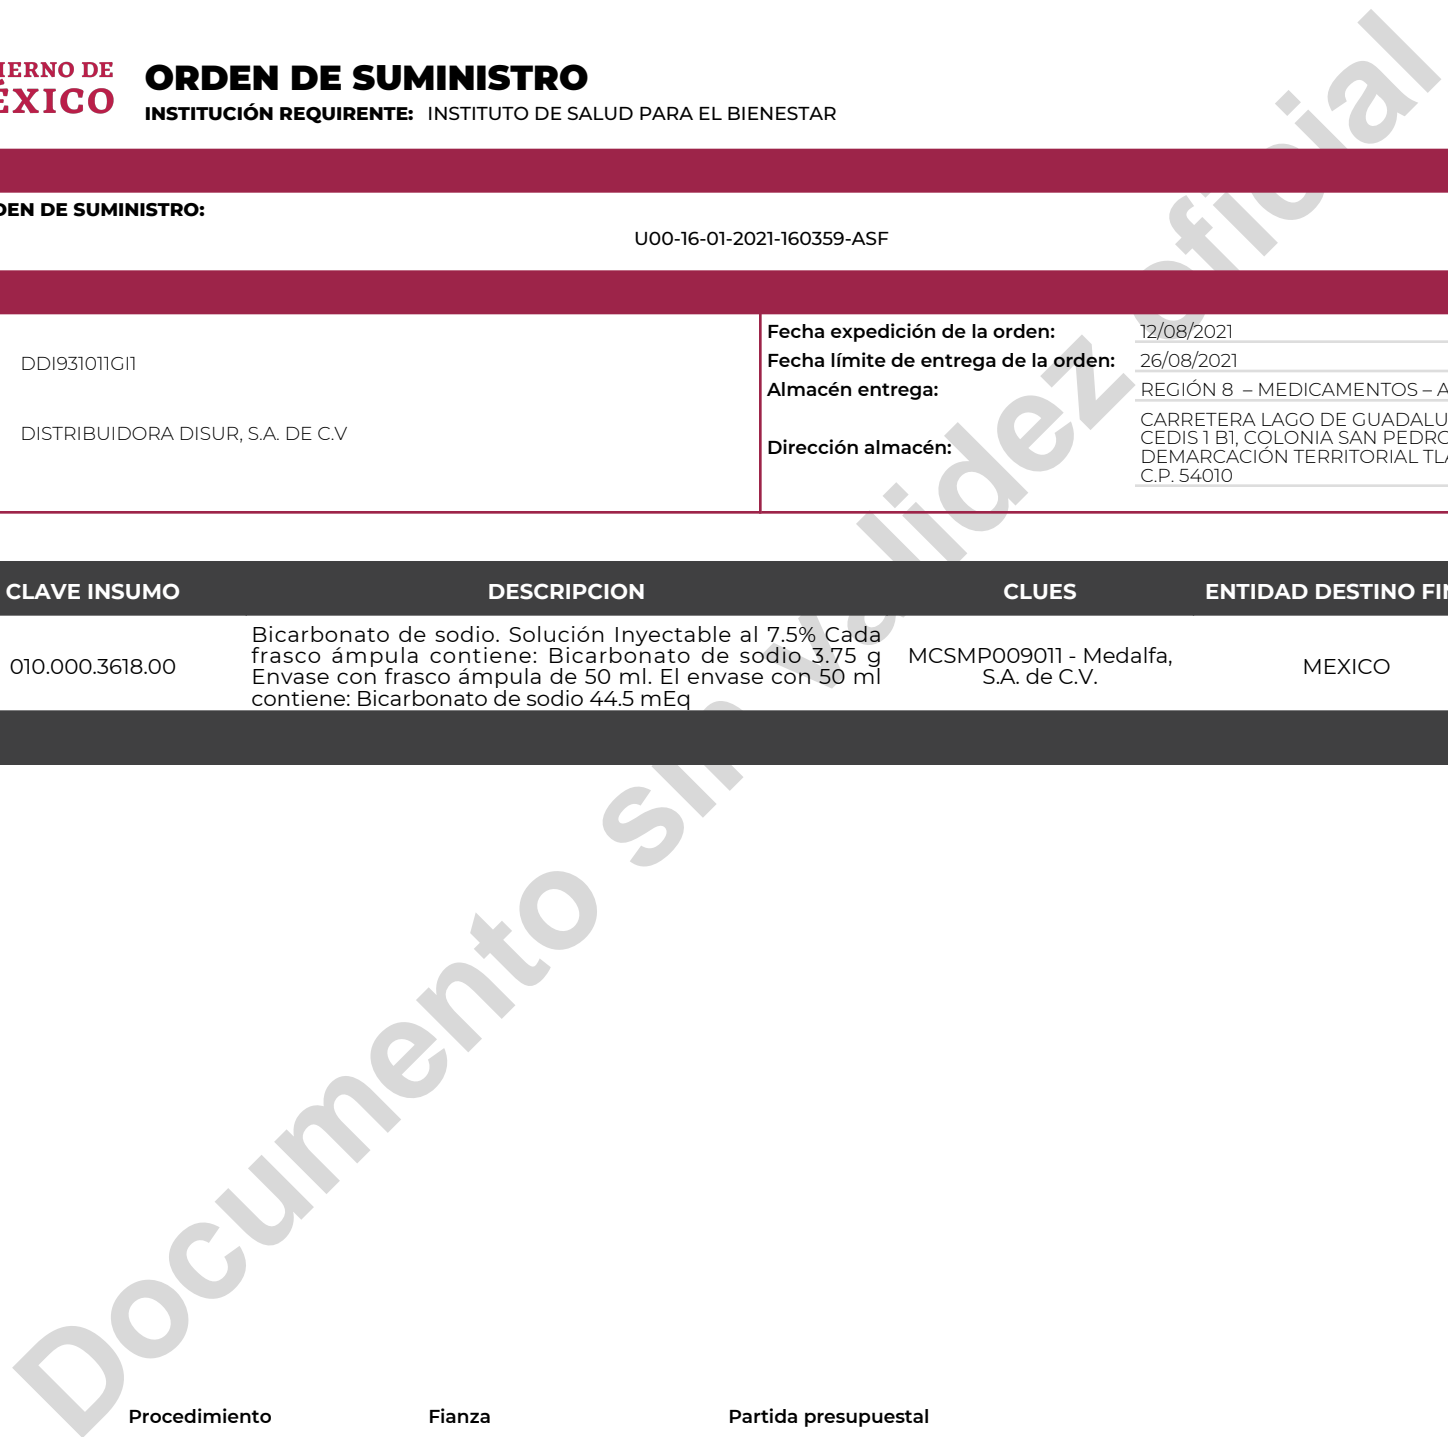 IERNO DE
ÉXICO
ORDEN DE SUMINISTRO
INSTITUCIÓN REQUIRENTE: INSTITUTO DE SALUD PARA EL BIENESTAR
DEN DE SUMINISTRO:
U00-16-01-2021-160359-ASF
DDI931011GI1
DISTRIBUIDORA DISUR, S.A. DE C.V
Fecha expedición de la orden: 12/08/2021
Fecha límite de entrega de la orden: 26/08/2021
Almacén entrega: REGIÓN 8 – MEDICAMENTOS – A
Dirección almacén:
CARRETERA LAGO DE GUADALU
CEDIS 1 B1, COLONIA SAN PEDRO
DEMARCACIÓN TERRITORIAL TLA
C.P. 54010
CLAVE INSUMO DESCRIPCION CLUES ENTIDAD DESTINO FIN
010.000.3618.00
Bicarbonato de sodio. Solución Inyectable al 7.5% Cada
frasco ámpula contiene: Bicarbonato de sodio 3.75 g
Envase con frasco ámpula de 50 ml. El envase con 50 ml
contiene: Bicarbonato de sodio 44.5 mEq
MCSMP009011 - Medalfa,
S.A. de C.V.
MEXICO
Documento sin validez oficial
Procedimiento Fianza Partida presupuestal